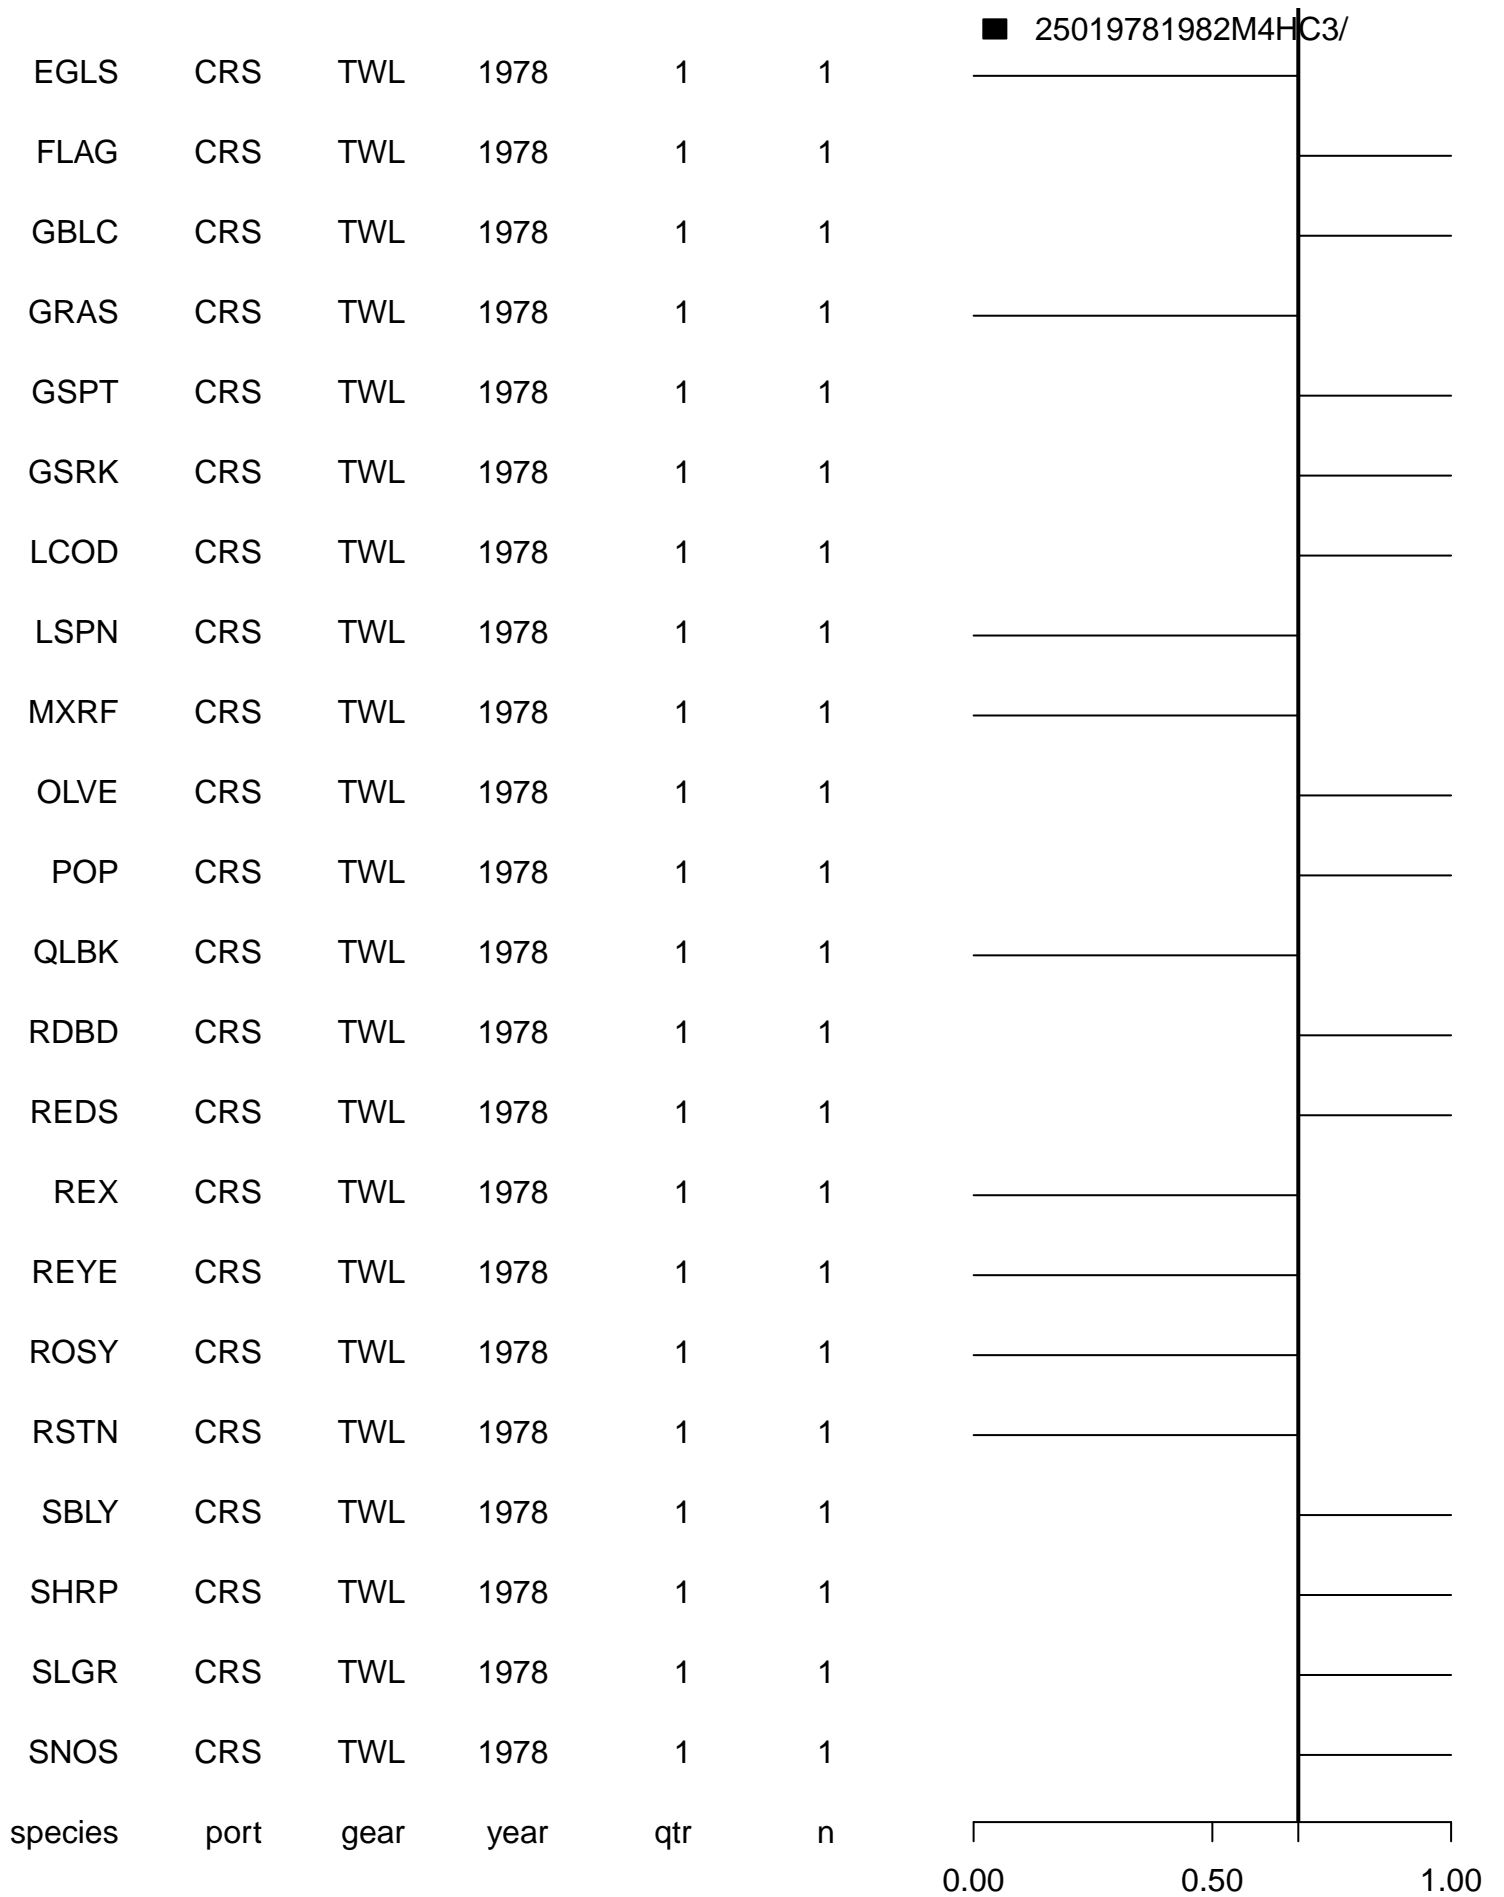 25019781982M4HC3/
EGLS CRS TWL 1978 1 1
FLAG CRS TWL 1978 1 1
GBLC CRS TWL 1978 1 1
GRAS CRS TWL 1978 1 1
GSPT CRS TWL 1978 1 1
GSRK CRS TWL 1978 1 1
LCOD CRS TWL 1978 1 1
LSPN CRS TWL 1978 1 1
MXRF CRS TWL 1978 1 1
OLVE CRS TWL 1978 1 1
POP CRS TWL 1978 1 1
QLBK CRS TWL 1978 1 1
RDBD CRS TWL 1978 1 1
REDS CRS TWL 1978 1 1
REX CRS TWL 1978 1 1
REYE CRS TWL 1978 1 1
ROSY CRS TWL 1978 1 1
RSTN CRS TWL 1978 1 1
SBLY CRS TWL 1978 1 1
SHRP CRS TWL 1978 1 1
SLGR CRS TWL 1978 1 1
SNOS CRS TWL 1978 1 1
species port gear year qtr n
0.00 0.50 1.00